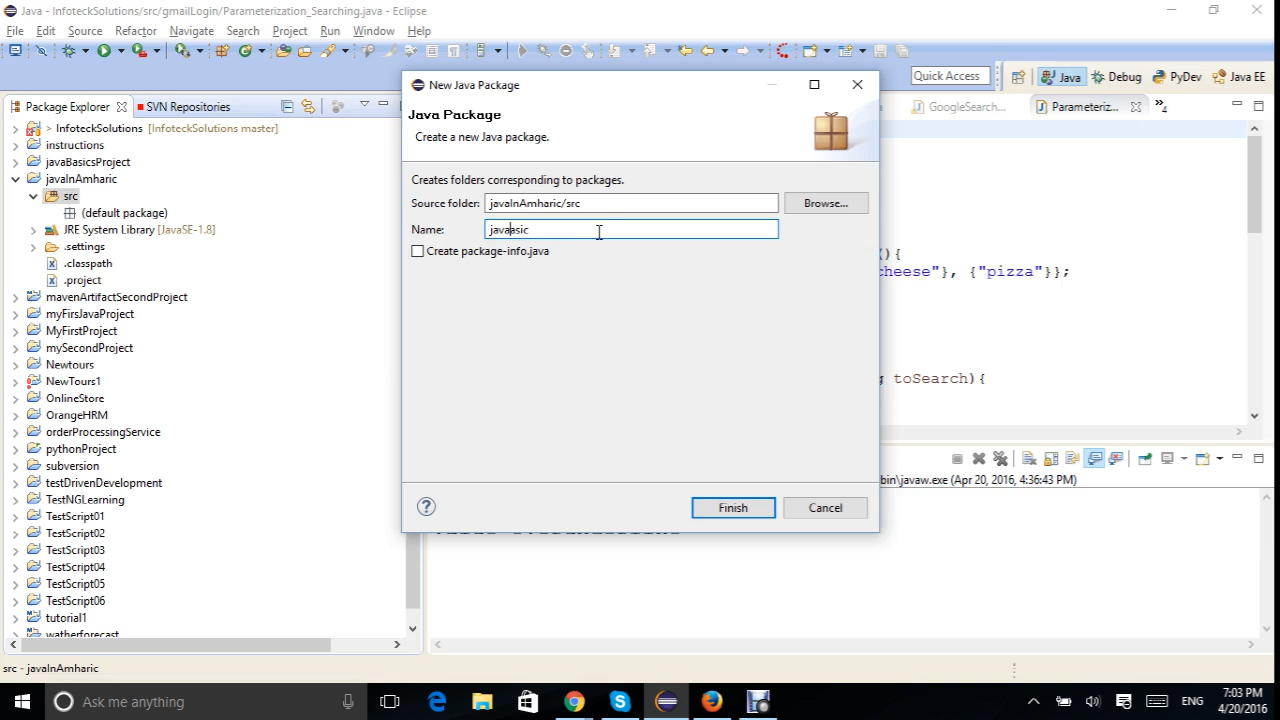 Java - InfoteckSolutions/src/gmailLogin/Parameterization_Searching.java - Eclipse
File Edit Source Refactor Navigate Search Project Run Window Help
Quick Access
Java
Debug
PyDev
Java EE
Package Explorer
SVN Repositories
GoogleSearch...
Parameteriz...
4
> InfoteckSolutions [InfoteckSolutions master]
instructions
javaBasicsProject
javaInAmharic
src
(default package)
JRE System Library [JavaSE-1.8]
.settings
.classpath
.project
mavenArtifactSecondProject
myFirsJavaProject
MyFirstProject
mySecondProject
Newtours
NewTours1
OnlineStore
OrangeHRM
orderProcessingService
pythonProject
subversion
testDrivenDevelopment
TestNGLearning
TestScript01
TestScript02
TestScript03
TestScript04
TestScript05
TestScript06
tutorial1
watherforecast
New Java Package
Java Package
Create a new Java package.
Creates folders corresponding to packages.
Source folder: javaInAmharic/src
Browse...
Name: javaasic
Create package-info.java
Finish
Cancel
(){
cheese"}, {"pizza"}};
toSearch){
bin\javaw.exe (Apr 20, 2016, 4:36:43 PM)
src - javaInAmharic
Ask me anything
ENG
7:03 PM
4/20/2016